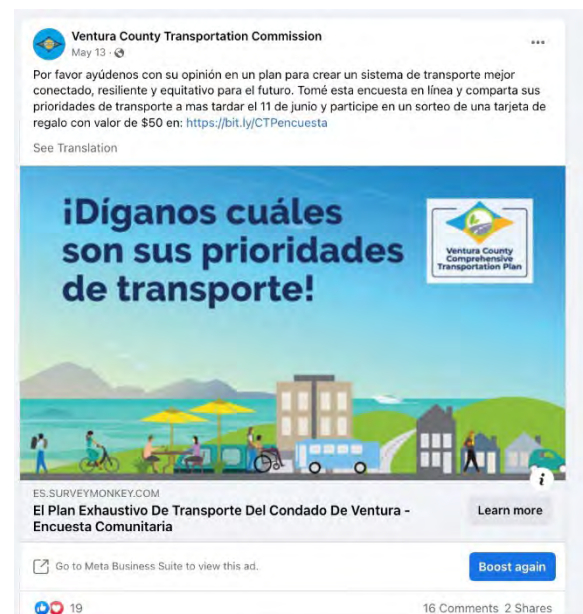 Ventura County Transportation Commission
May 13 ·
Por favor ayúdenos con su opinión en un plan para crear un sistema de transporte mejor
conectado, resiliente y equitativo para el futuro. Tomé esta encuesta en línea y comparta sus
prioridades de transporte a mas tardar el 11 de junio y participe en un sorteo de una tarjeta de
regalo con valor de $50 en: https://bit.ly/CTPencuesta
See Translation
¡Díganos cuáles
son sus prioridades
de transporte!
Ventura County
Comprehensive
Transportation Plan
ES.SURVEYMONKEY.COM
El Plan Exhaustivo De Transporte Del Condado De Ventura -
Encuesta Comunitaria
Learn more
Go to Meta Business Suite to view this ad.
Boost again
19
16 Comments 2 Shares